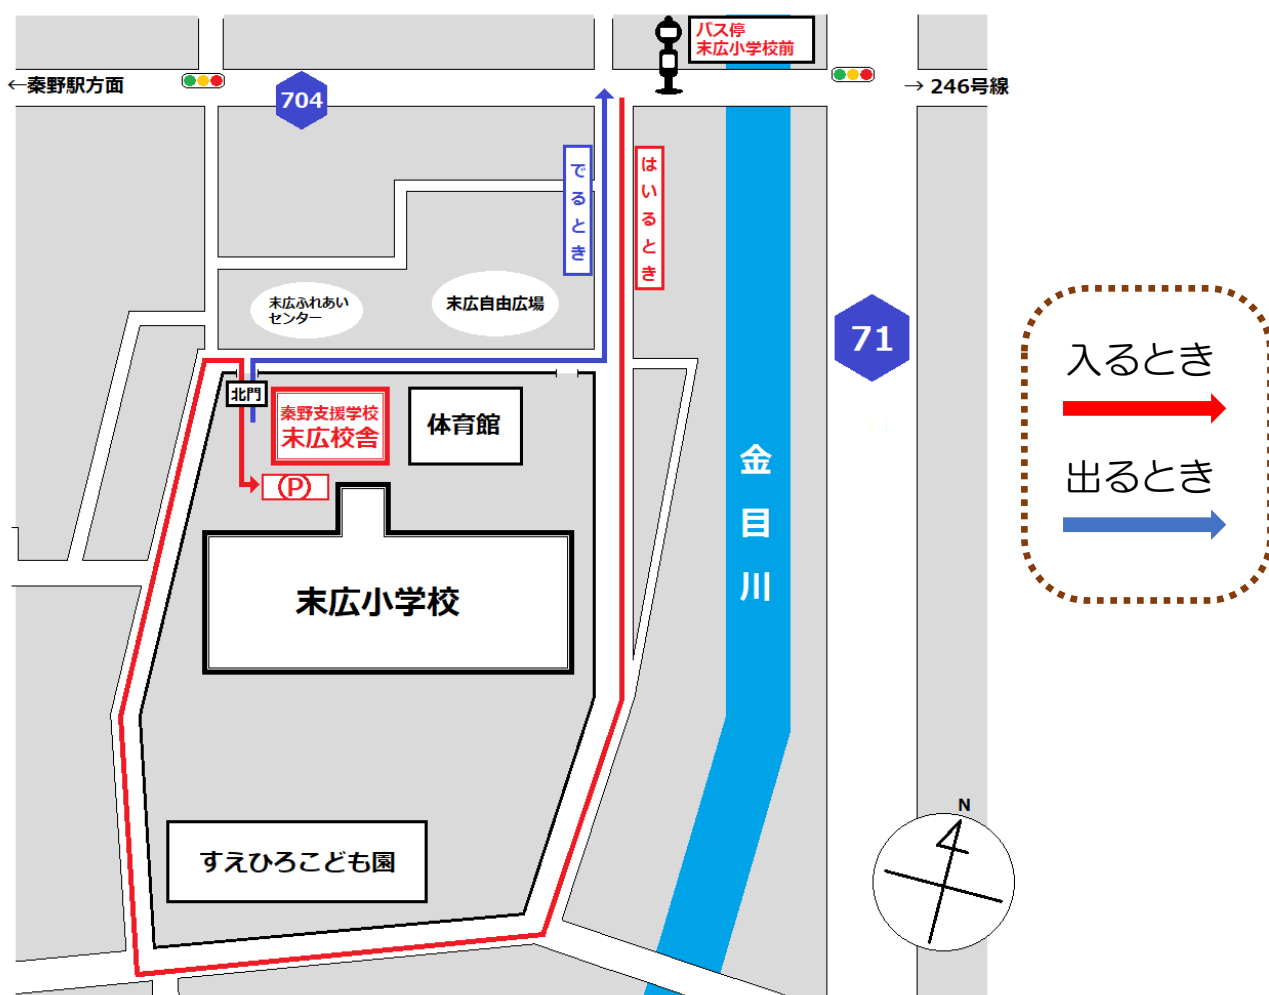 バス停
末広小学校前
←秦野駅方面
704
→ 246号線
でるとき
はいるとき
末広ふれあい
センター
末広自由広場
71
北門
秦野支援学校
末広校舎
体育館
(P)
金目川
末広小学校
すえひろこども園
N
入るとき
出るとき